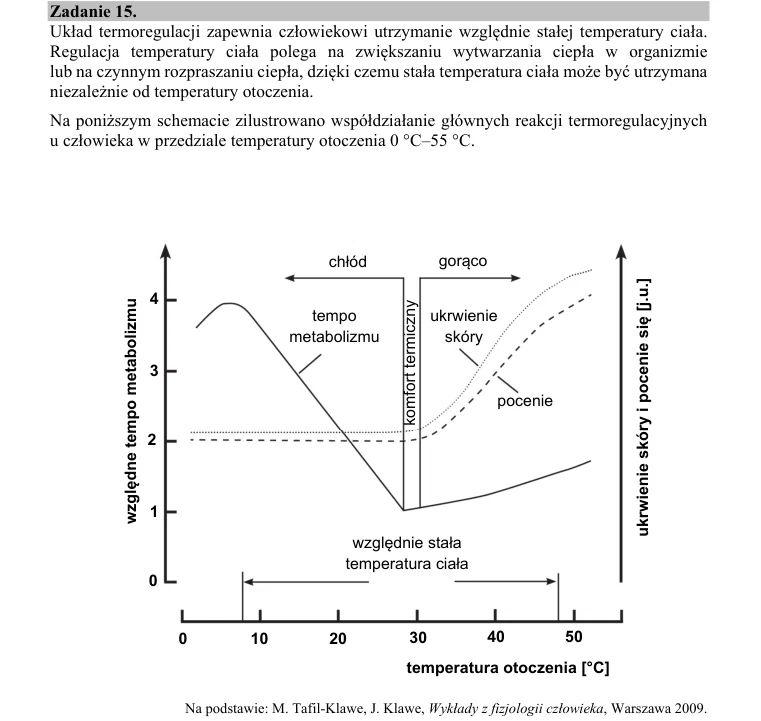 Zadanie 15.
Układ termoregulacji zapewnia człowiekowi utrzymanie względnie stałej temperatury ciała.
Regulacja temperatury ciała polega na zwiększaniu wytwarzania ciepła w organizmie
lub na czynnym rozpraszaniu ciepła, dzięki czemu stała temperatura ciała może być utrzymana
niezależnie od temperatury otoczenia.
Na poniższym schemacie zilustrowano współdziałanie głównych reakcji termoregulacyjnych
u człowieka w przedziale temperatury otoczenia 0 °C–55 °C.
chłód
gorąco
4
3
2
1
0
względne tempo metabolizmu
tempo
metabolizmu
komfort termiczny
ukrwienie
skóry
pocenie
ukrwienie skóry i pocenie się [j.u.]
względnie stała
temperatura ciała
0 10 20 30 40 50
temperatura otoczenia [°C]
Na podstawie: M. Tafil-Klawe, J. Klawe, Wykłady z fizjologii człowieka, Warszawa 2009.